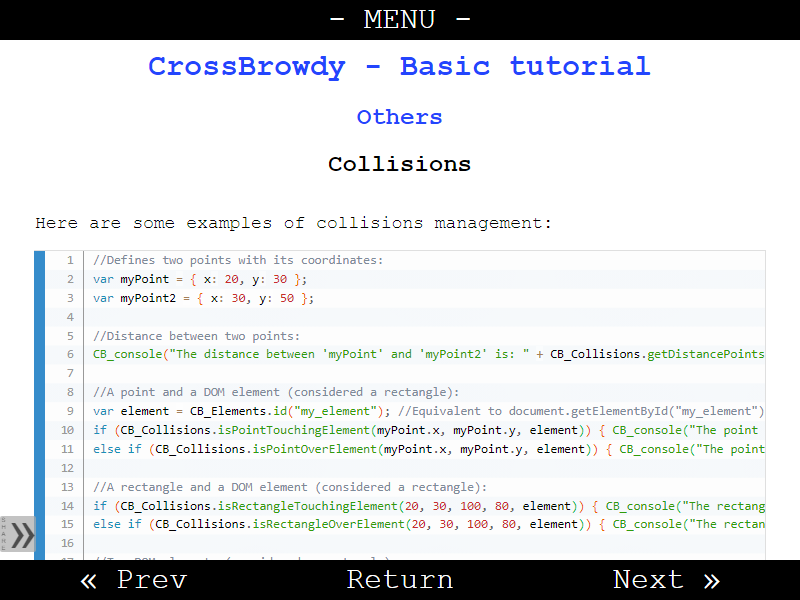 - MENU -
CrossBrowdy - Basic tutorial
Others
Collisions
Here are some examples of collisions management:
1 //Defines two points with its coordinates:
2 var myPoint = { x: 20, y: 30 };
3 var myPoint2 = { x: 30, y: 50 };
4
5 //Distance between two points:
6 CB_console("The distance between 'myPoint' and 'myPoint2' is: " + CB_Collisions.getDistancePoints
7
8 //A point and a DOM element (considered a rectangle):
9 var element = CB_Elements.id("my_element"); //Equivalent to document.getElementById("my_element")
10 if (CB_Collisions.isPointTouchingElement(myPoint.x, myPoint.y, element)) { CB_console("The point
11 else if (CB_Collisions.isPointOverElement(myPoint.x, myPoint.y, element)) { CB_console("The point
12
13 //A rectangle and a DOM element (considered a rectangle):
14 if (CB_Collisions.isRectangleTouchingElement(20, 30, 100, 80, element)) { CB_console("The rectang
15 else if (CB_Collisions.isRectangleOverElement(20, 30, 100, 80, element)) { CB_console("The rectan
16
SHARE »
« Prev Return Next »